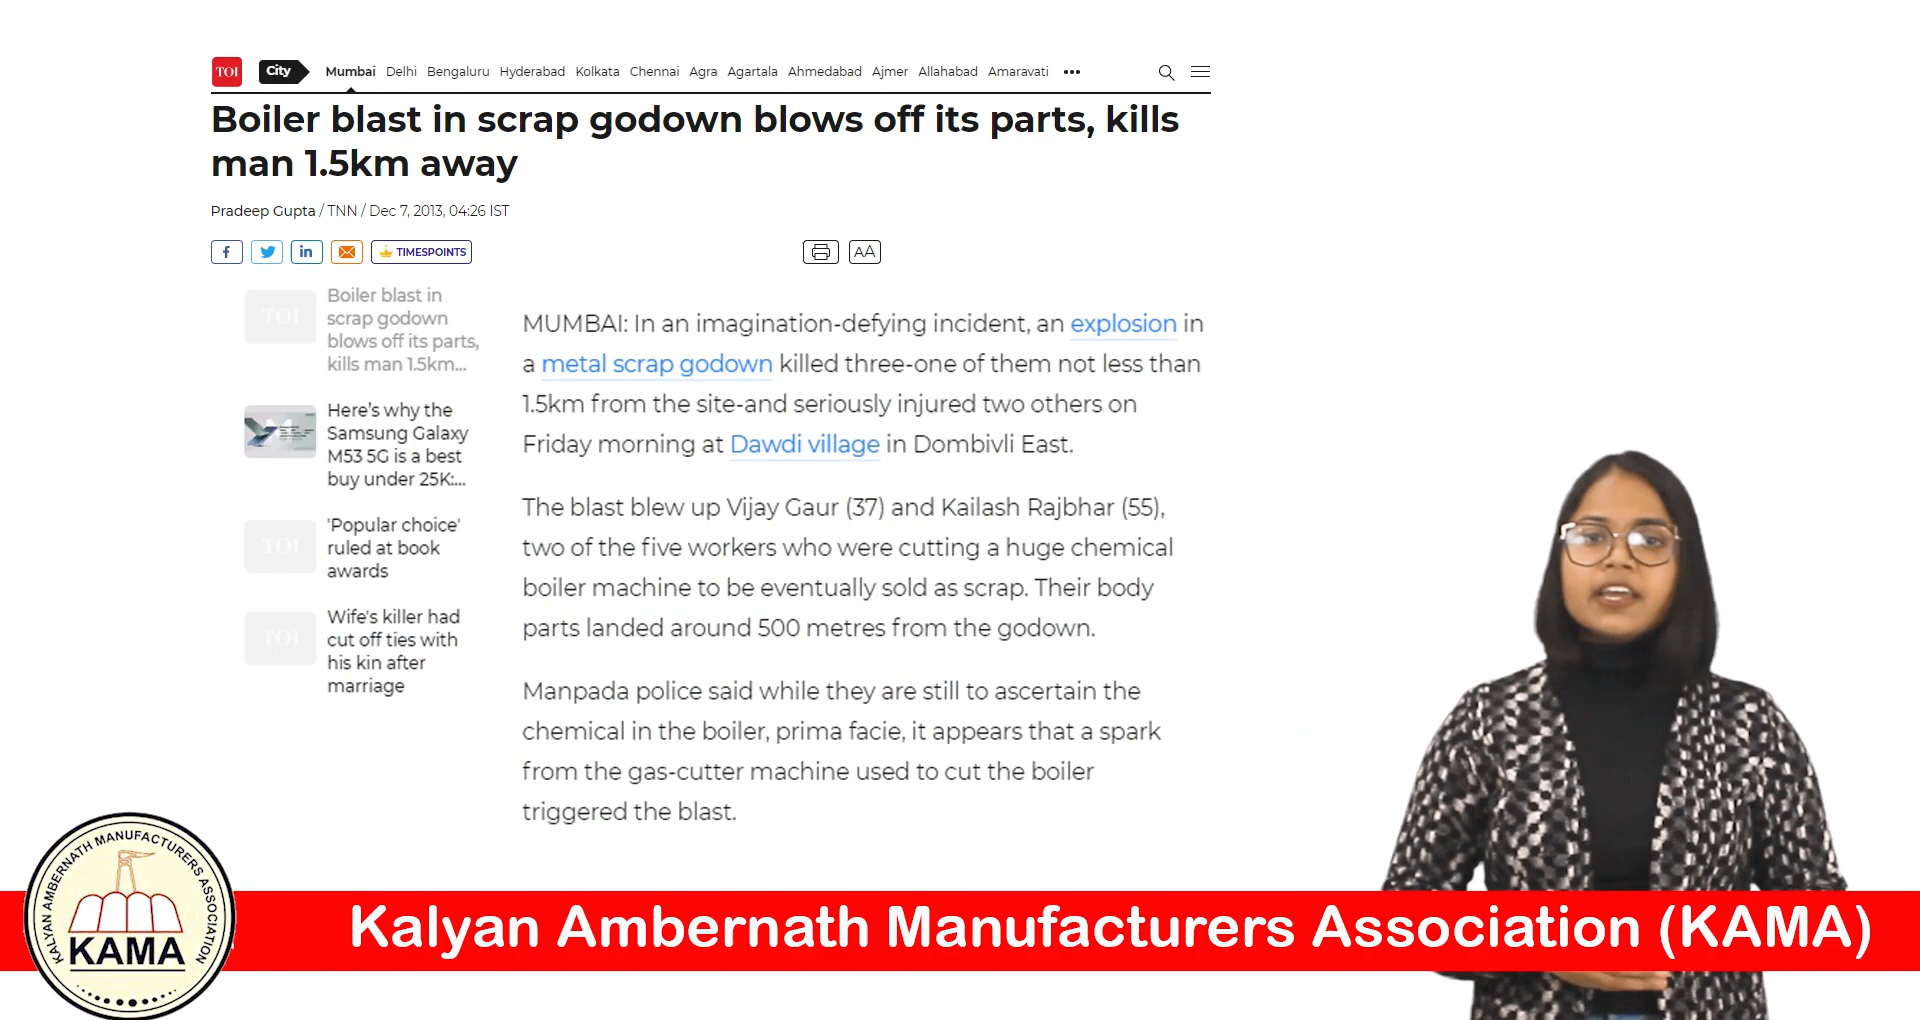 TOI City Mumbai Delhi Bengaluru Hyderabad Kolkata Chennai Agra Agartala Ahmedabad Ajmer Allahabad Amaravati •••
Boiler blast in scrap godown blows off its parts, kills
man 1.5km away
Pradeep Gupta / TNN / Dec 7, 2013, 04:26 IST
f in TIMESPOINTS AA
TOI
Boiler blast in
scrap godown
blows off its parts,
kills man 1.5km...
Here's why the
Samsung Galaxy
M53 5G is a best
buy under 25K:...
TOI
'Popular choice'
ruled at book
awards
TOI
Wife's killer had
cut off ties with
his kin after
marriage
MUMBAI: In an imagination-defying incident, an explosion in
a metal scrap godown killed three-one of them not less than
1.5km from the site-and seriously injured two others on
Friday morning at Dawdi village in Dombivli East.
The blast blew up Vijay Gaur (37) and Kailash Rajbhar (55),
two of the five workers who were cutting a huge chemical
boiler machine to be eventually sold as scrap. Their body
parts landed around 500 metres from the godown.
Manpada police said while they are still to ascertain the
chemical in the boiler, prima facie, it appears that a spark
from the gas-cutter machine used to cut the boiler
triggered the blast.
KALYAN AMBERNATH MANUFACTURERS ASSOCIATION
KAMA
Kalyan Ambernath Manufacturers Association (KAMA)